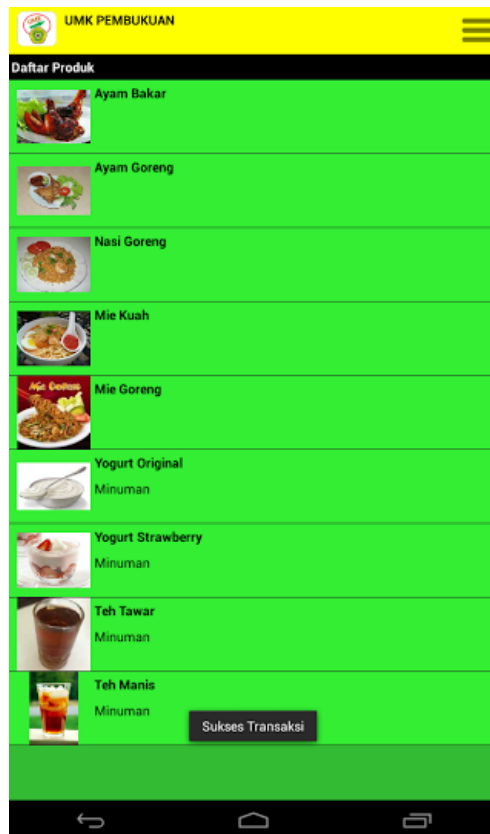 UMK PEMBUKUAN
Daftar Produk
Ayam Bakar
Ayam Goreng
Nasi Goreng
Mie Kuah
Mie Goreng
Yogurt Original
Minuman
Yogurt Strawberry
Minuman
Teh Tawar
Minuman
Teh Manis
Minuman
Sukses Transaksi